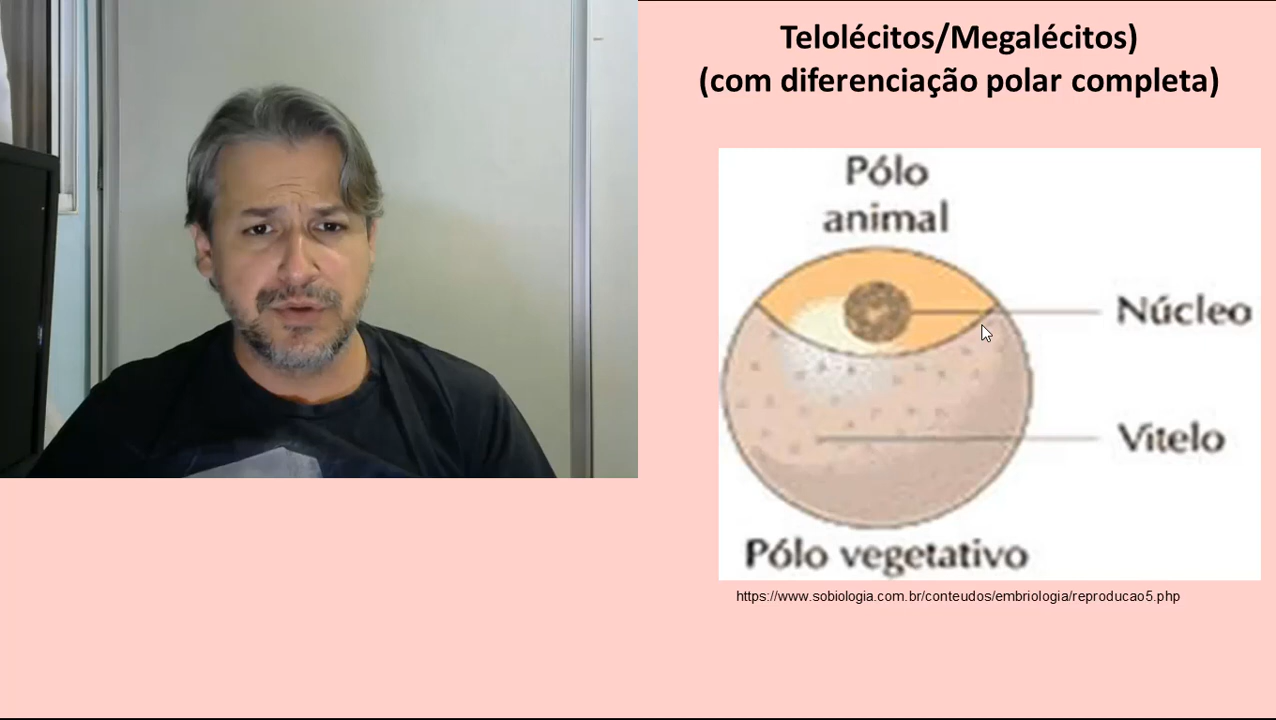 Telolécitos/Megalécitos)
(com diferenciação polar completa)
Pólo
animal
Núcleo
Vitelo
Pólo vegetativo
https://www.sobiologia.com.br/conteudos/embriologia/reproducao5.php